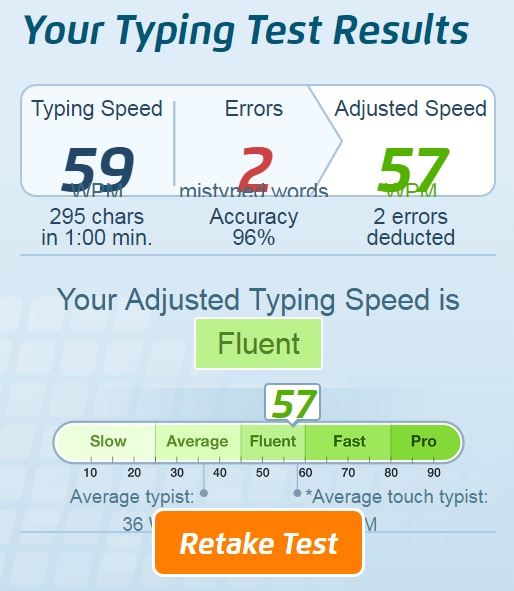 Your Typing Test Results
Typing Speed Errors Adjusted Speed
59 2 57
WPM mistyped words WPM
295 chars Accuracy 2 errors
in 1:00 min. 96% deducted
Your Adjusted Typing Speed is
Fluent
57
Slow Average Fluent Fast Pro
10 20 30 40 50 60 70 80 90
Average typist: *Average touch typist:
36
Retake Test